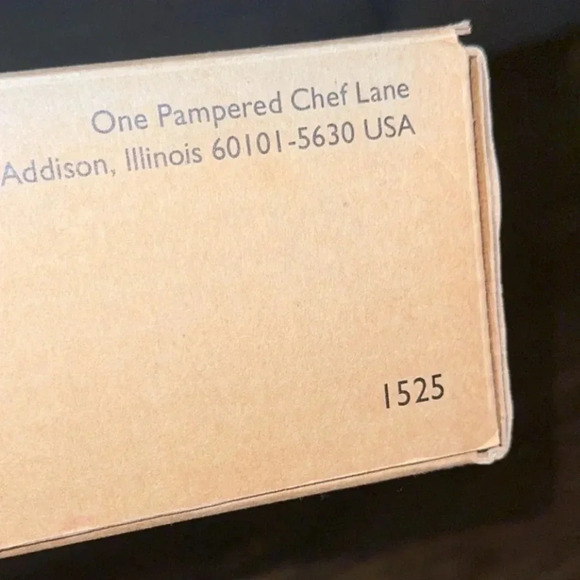 One Pampered Chef Lane
Addison, Illinois 60101-5630 USA
1525